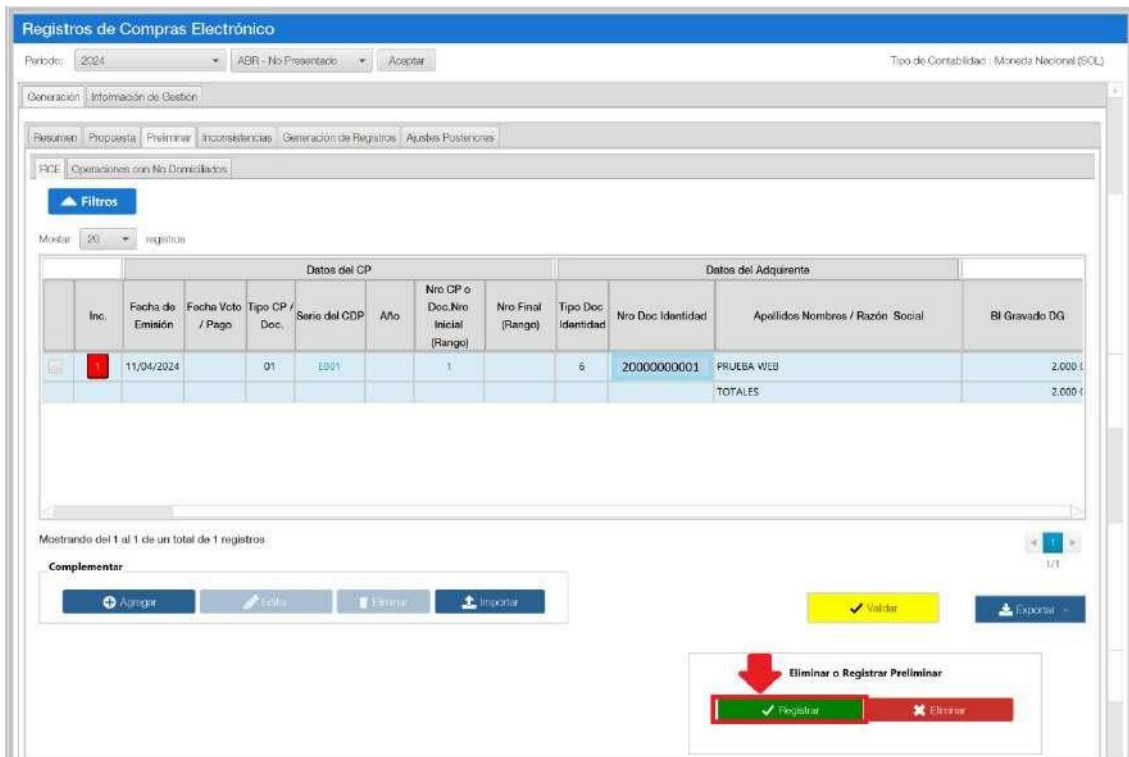 Registros de Compras Electrónico
Periodo: 2024 ABR - No Presentado Aceptar Tipo de Contabilidad : Moneda Nacional (SOL)
Generación Información de Gestión
Resumen Propuesta Preliminar Inconsistencias Generación de Registros Ajustes Posteriores
RCE Operaciones con No Domiciliados
Filtros
Mostar 20 registros
Datos del CP Datos del Adquirente
Inc. Fecha de Emisión Fecha Vcto / Pago Tipo CP / Doc. Serie del CDP Año Nro CP o Doc.Nro Inicial (Rango) Nro Final (Rango) Tipo Doc Identidad Nro Doc Identidad Apellidos Nombres / Razón Social BI Gravado DG
1 11/04/2024 01 E001 1 6 20000000001 PRUEBA WEB 2.000
TOTALES 2.000
Mostrando del 1 al 1 de un total de 1 registros
1
1/1
Complementar
Agregar Editar Eliminar Importar
Validar Exportar
Eliminar o Registrar Preliminar
Registrar Eliminar